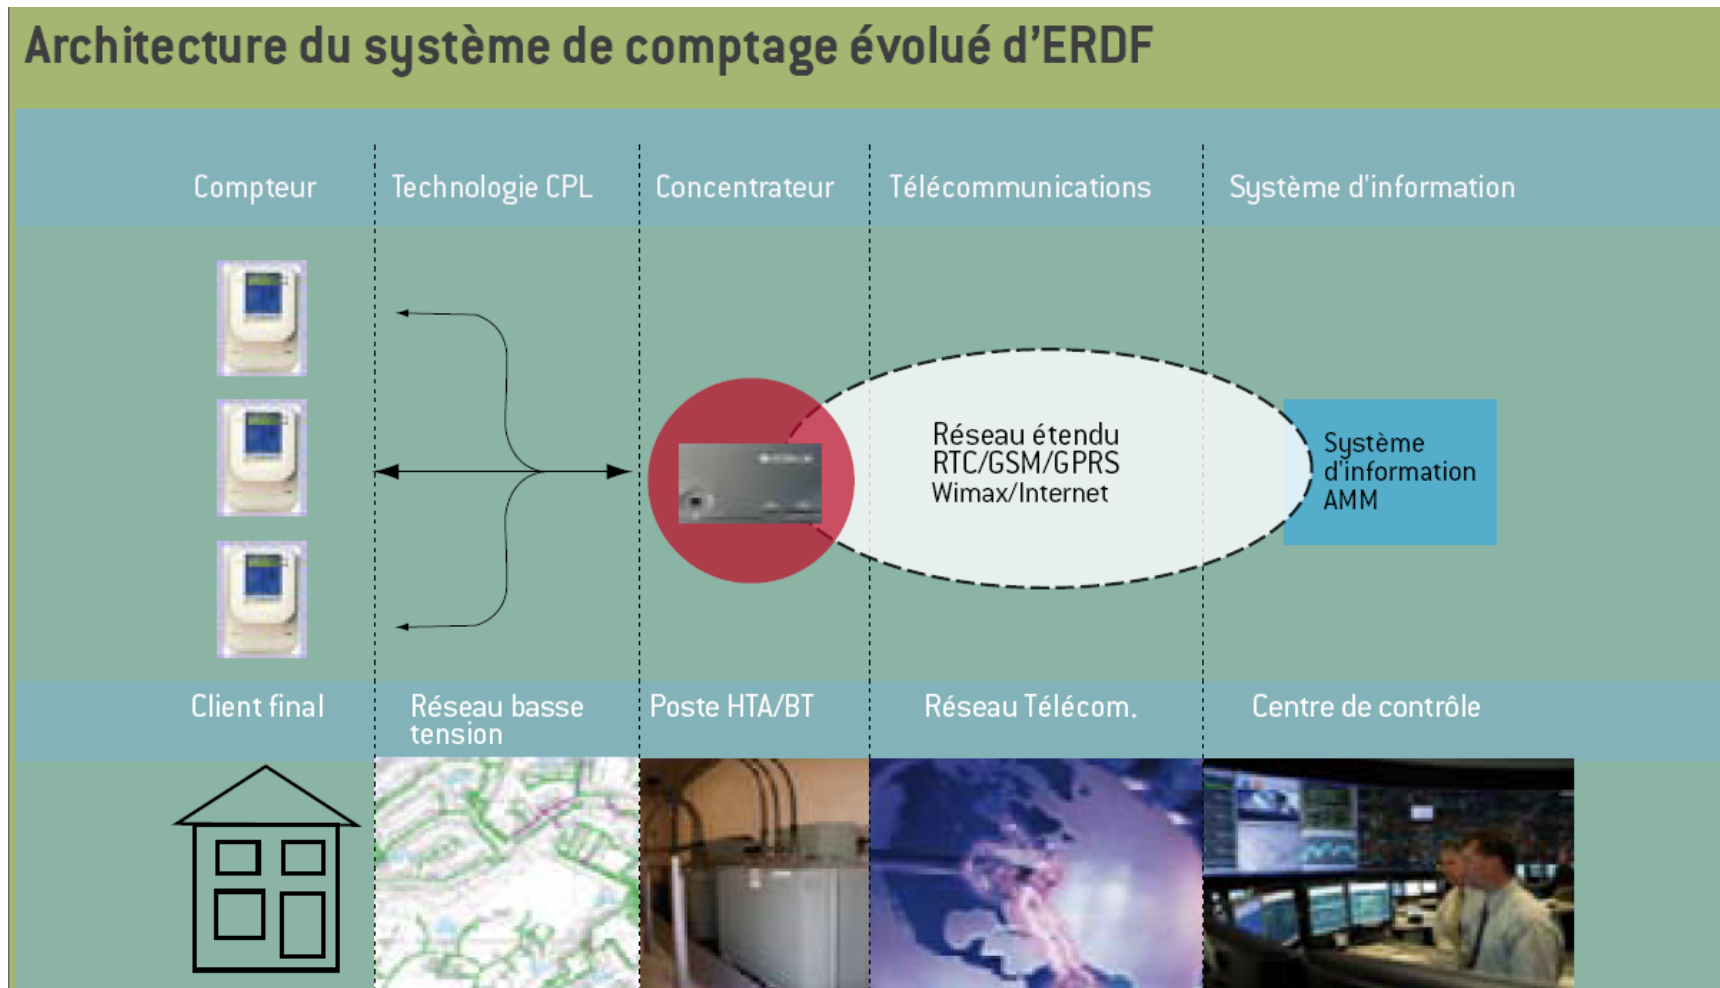 Architecture du système de comptage évolué d'ERDF
Compteur
Technologie CPL
Concentrateur
Télécommunications
Système d'information
Réseau étendu
RTC/GSM/GPRS
Wimax/Internet
Système
d'information
AMM
Client final
Réseau basse
tension
Poste HTA/BT
Réseau Télécom.
Centre de contrôle